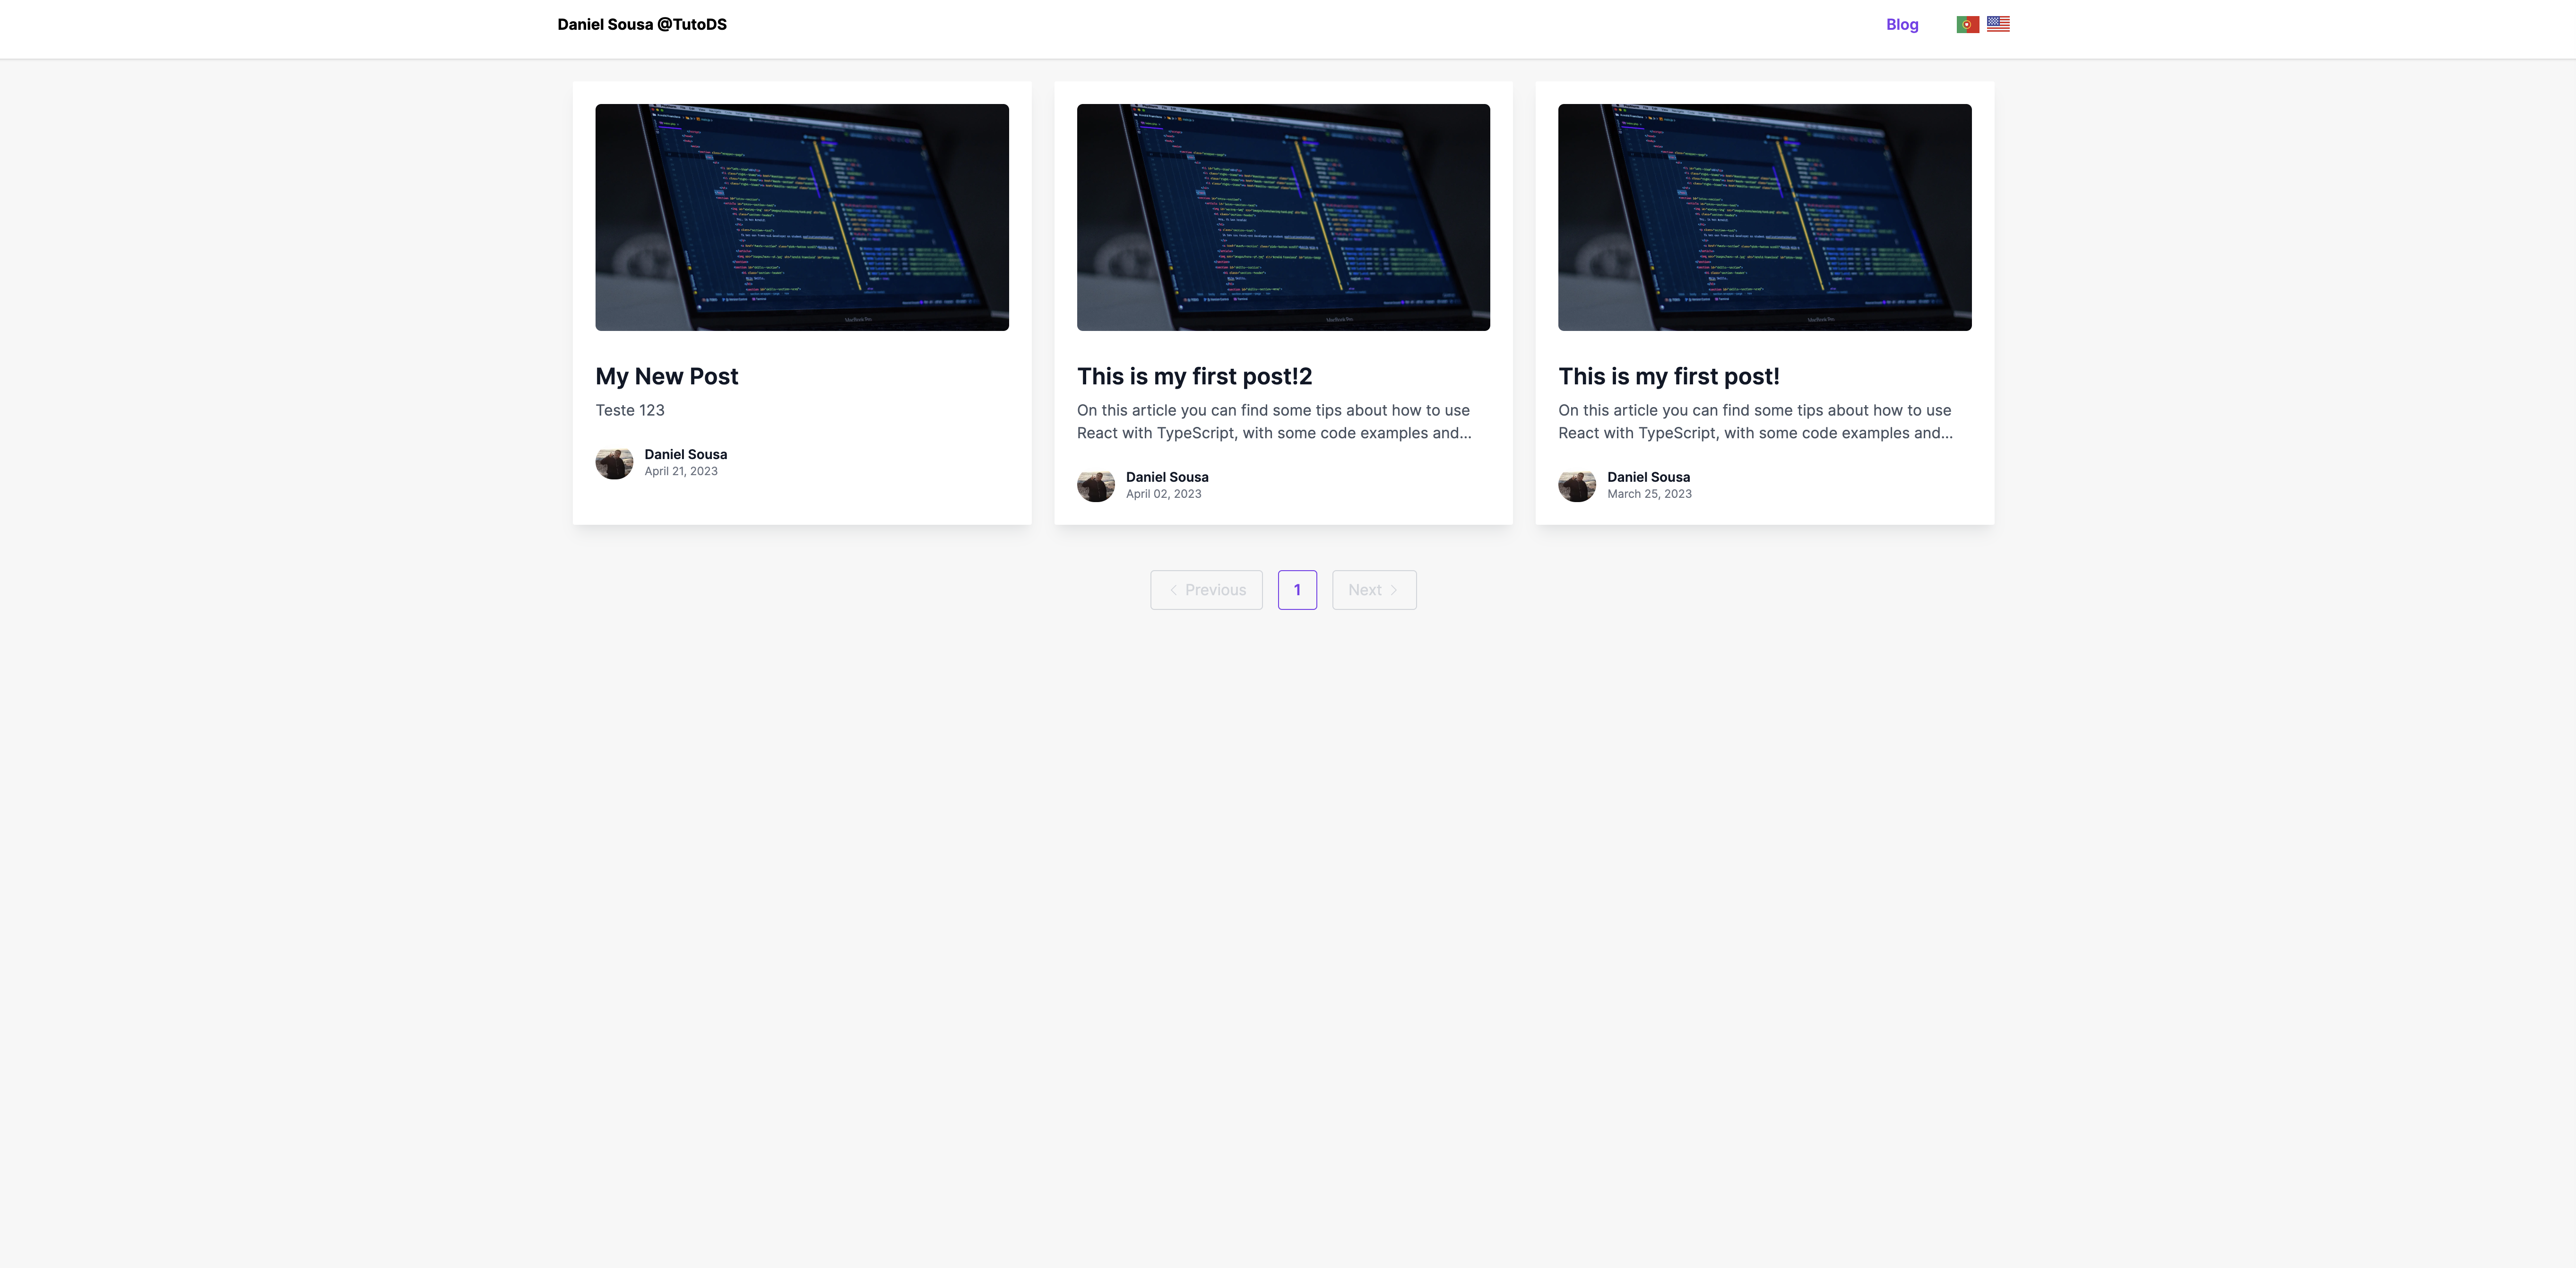 Daniel Sousa @TutoDS
Blog
My New Post
Teste 123
Daniel Sousa
April 21, 2023
This is my first post!2
On this article you can find some tips about how to use
React with TypeScript, with some code examples and...
Daniel Sousa
April 02, 2023
This is my first post!
On this article you can find some tips about how to use
React with TypeScript, with some code examples and...
Daniel Sousa
March 25, 2023
Previous
1
Next